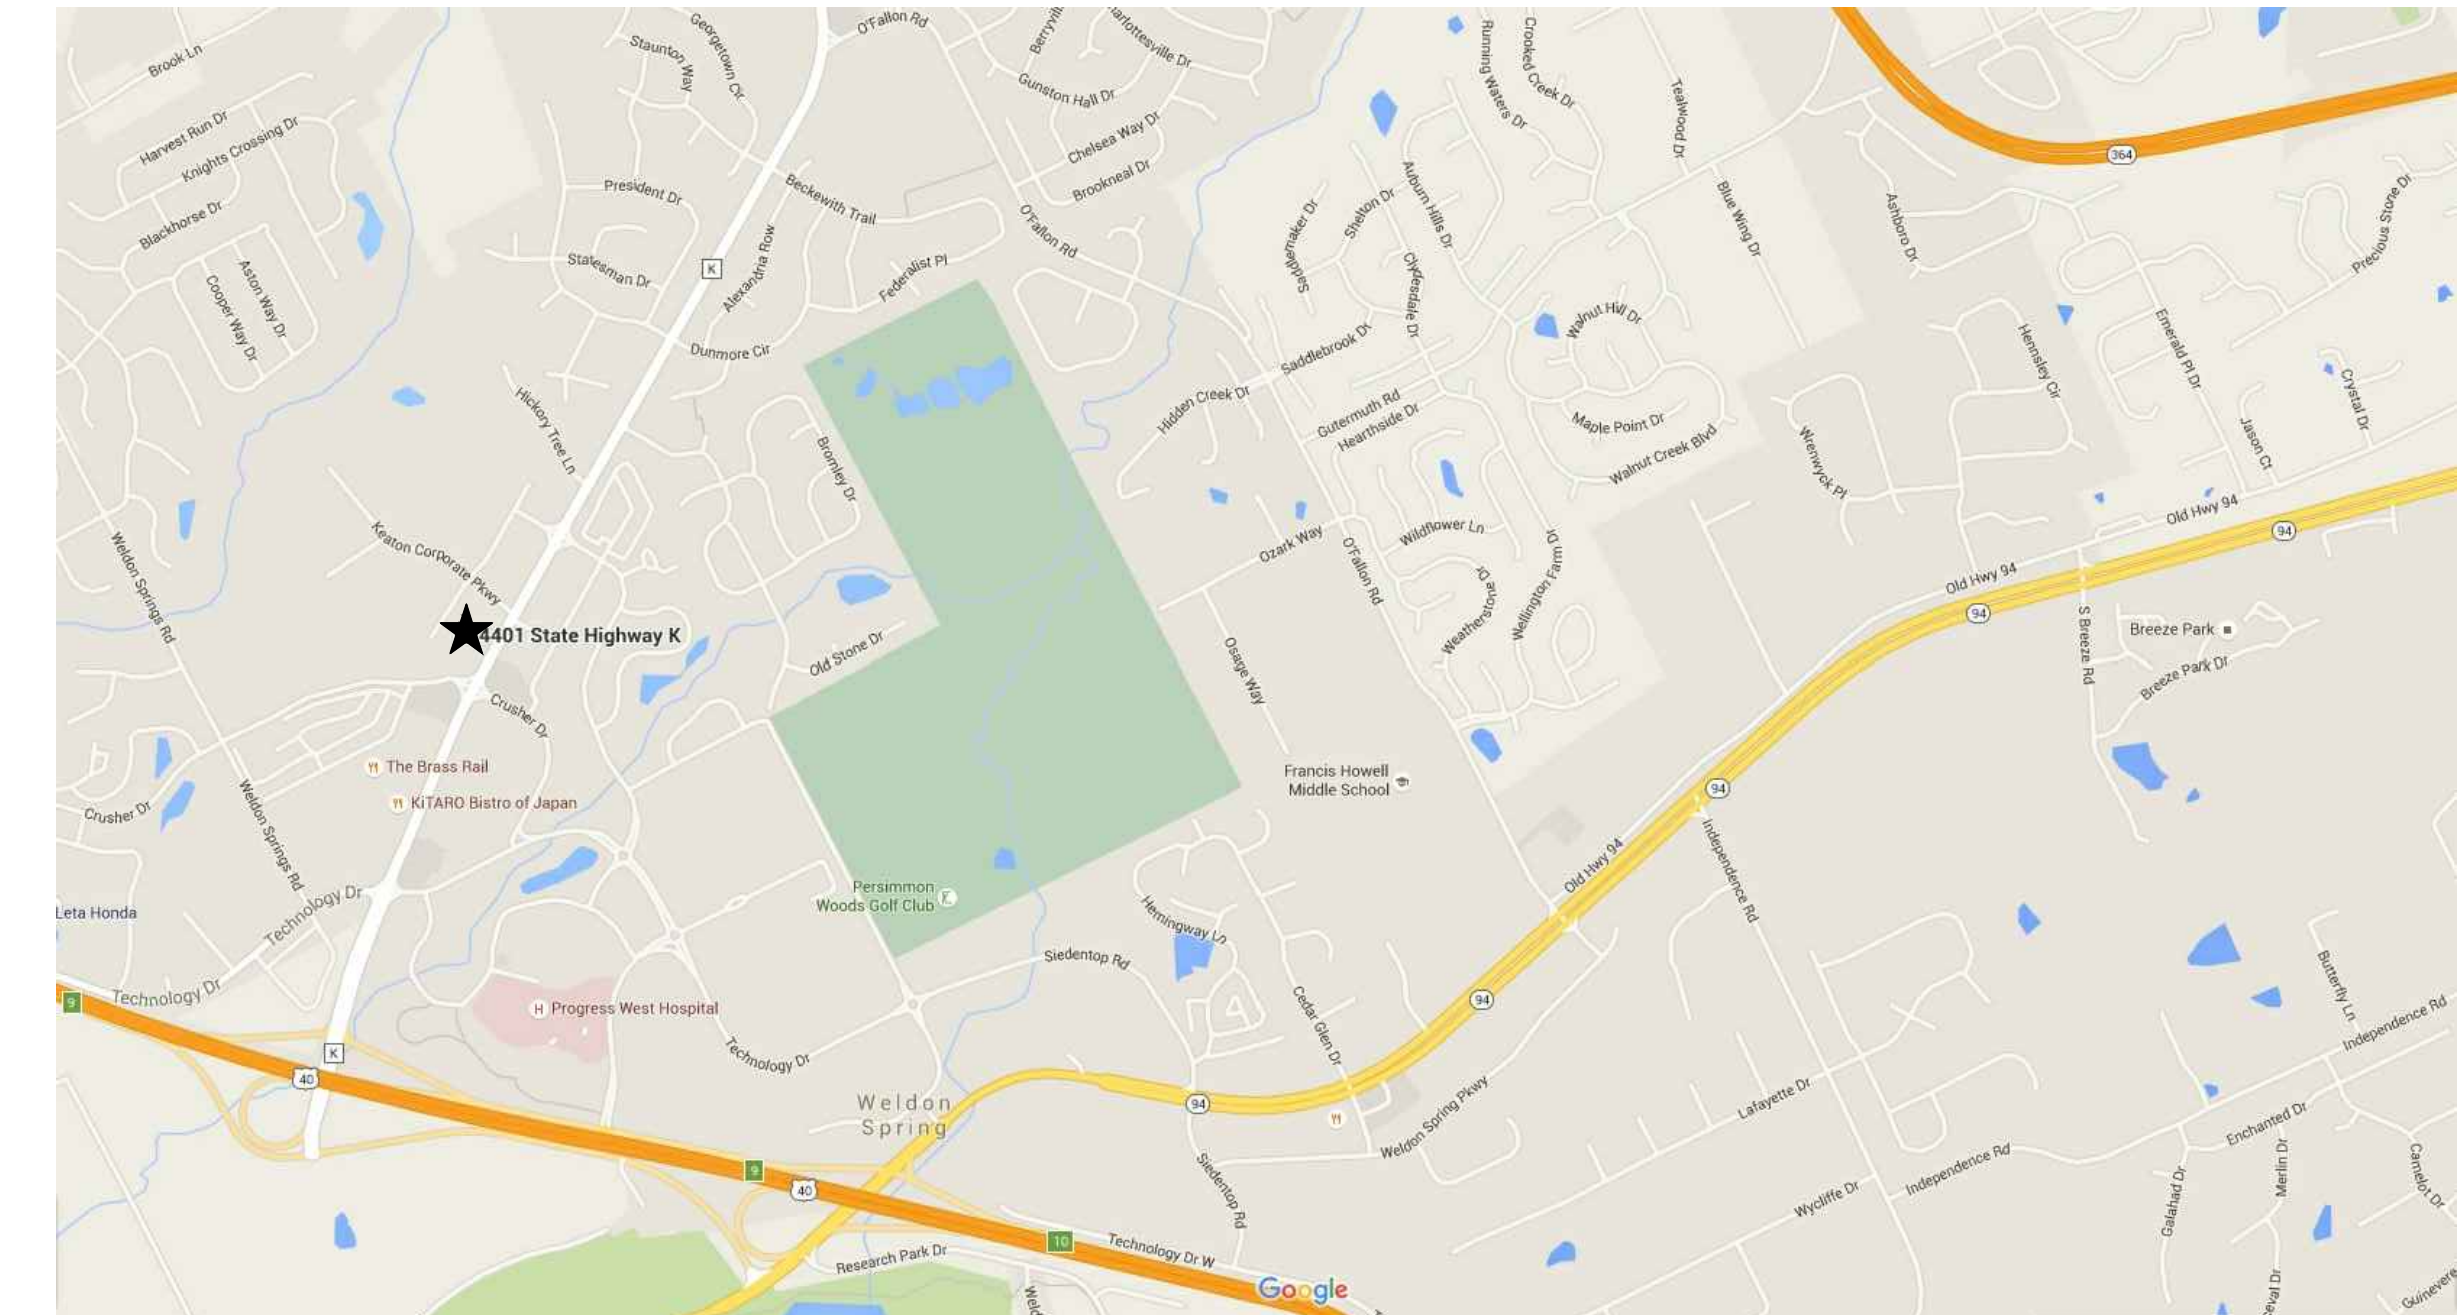 O'Fallon Rd
Georgetown Cir
Staunton Way
Brook Ln
Gunston Hall Dr
Running Waters Dr
Crooked Creek Dr
Tealwood Dr
Harvest Run Dr
Knights Crossing Dr
Chelsea Way Dr
Brookneal Dr
364
Blackhorse Dr
President Dr
Beckewith Trail
O'Fallon Rd
Saddlemaker Dr
Shelton Dr
Auburn Hills Dr
Blue Wing Dr
Ashboro Dr
Precious Stone Dr
Aston Way Dr
Cooper Way Dr
Statesman Dr
K
Alexandria Row
Federalist Pl
Clydesdale Dr
Walnut Hill Dr
Dunmore Cir
Saddlebrook Dr
Hennsley Cir
Emerald Pl Dr
Crystal Dr
Hickory Tree Ln
Hidden Creek Dr
Gutermuth Rd
Hearthside Dr
Maple Point Dr
Walnut Creek Blvd
Wrenwyck Pl
Jason Ct
Bromley Dr
Old Hwy 94
94
Weldon Springs Rd
Keaton Corporate Pkwy
Ozark Way
O'Fallon Rd
Wildflower Ln
Weatherstone Dr
Wellington Farm Dr
Old Hwy 94
94
4401 State Highway K
Old Stone Dr
Osage Way
S Breeze Rd
Breeze Park
Breeze Park Dr
Crusher Dr
The Brass Rail
KiTARO Bistro of Japan
Francis Howell
Middle School
94
Crusher Dr
Weldon Springs Rd
Independence Rd
Old Hwy 94
Persimmon
Woods Golf Club
Leta Honda
Technology Dr
Hemingway Ln
Siedentop Rd
Butterfly Ln
9
Technology Dr
Progress West Hospital
Cedar Glen Dr
94
Independence Rd
K
40
Technology Dr
Weldon
Spring
94
Weldon Spring Pkwy
Lafayette Dr
Enchanted Dr
Merlin Dr
Camelot Dr
9
40
Siedentop Rd
Independence Rd
Wycliffe Dr
Galahad Dr
10
Technology Dr W
Research Park Dr
Google